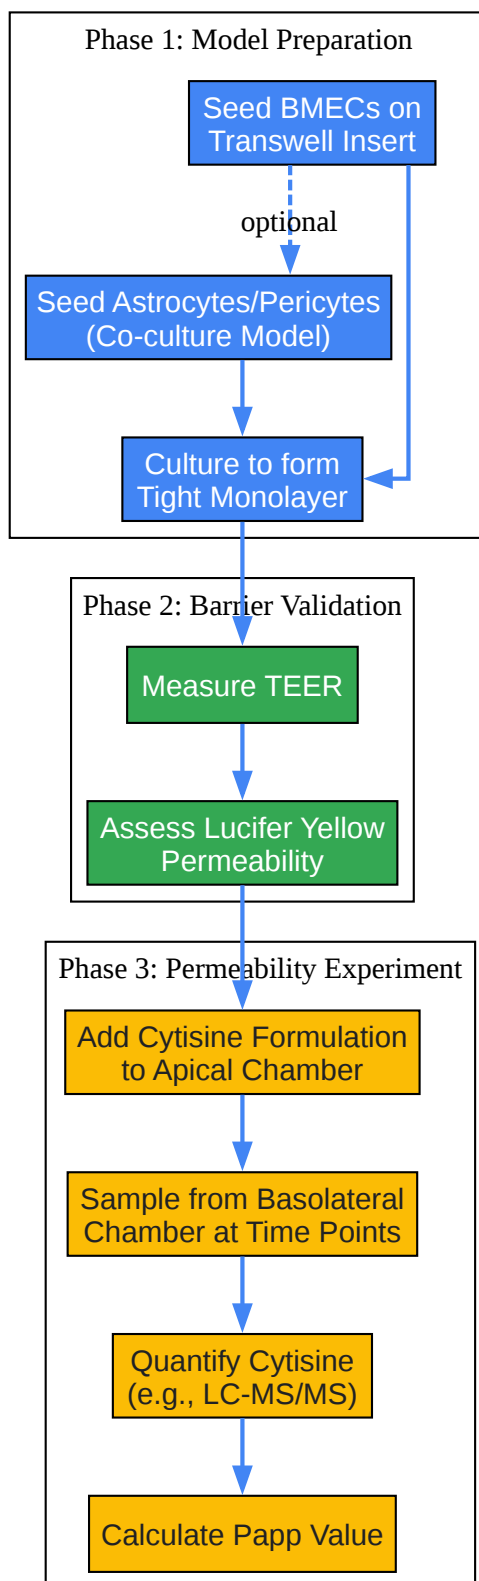 Phase 1: Model Preparation
Seed BMECs on
Transwell Insert
optional
Seed Astrocytes/Pericytes
(Co-culture Model)
Culture to form
Tight Monolayer
Phase 2: Barrier Validation
Measure TEER
Assess Lucifer Yellow
Permeability
Phase 3: Permeability Experiment
Add Cytisine Formulation
to Apical Chamber
Sample from Basolateral
Chamber at Time Points
Quantify Cytisine
(e.g., LC-MS/MS)
Calculate Papp Value